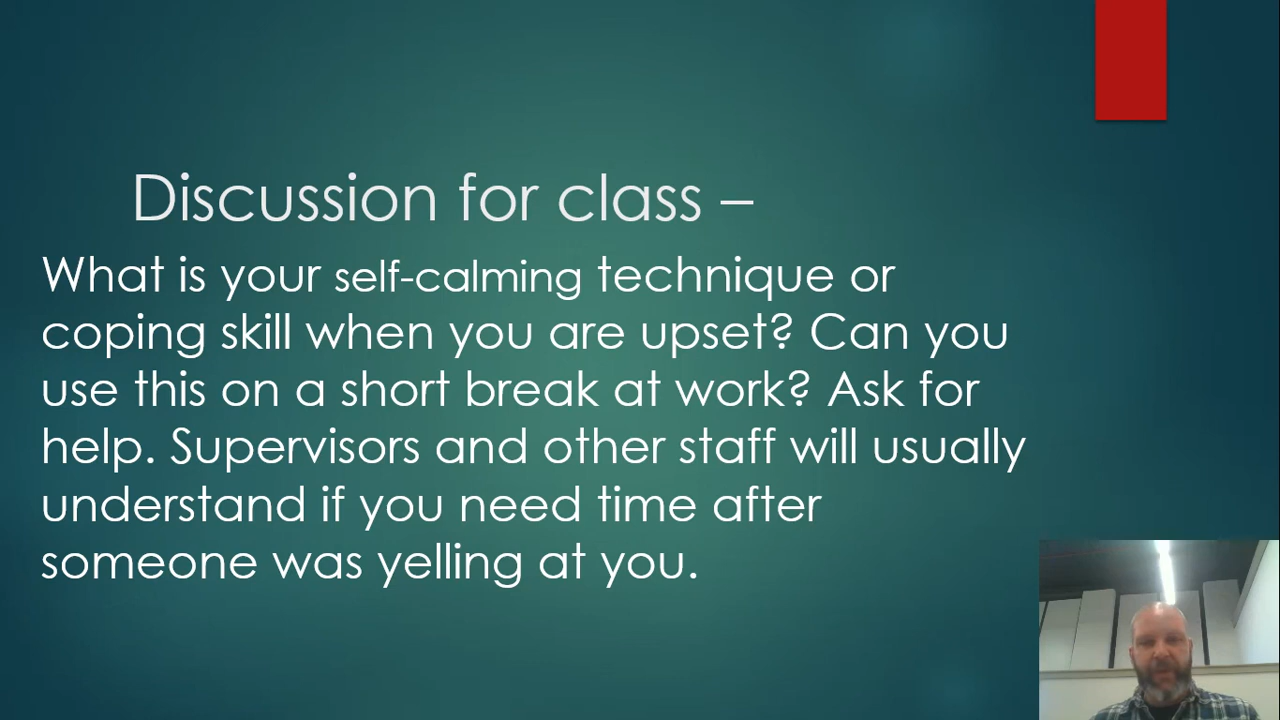 Discussion for class –
What is your self-calming technique or
coping skill when you are upset? Can you
use this on a short break at work? Ask for
help. Supervisors and other staff will usually
understand if you need time after
someone was yelling at you.